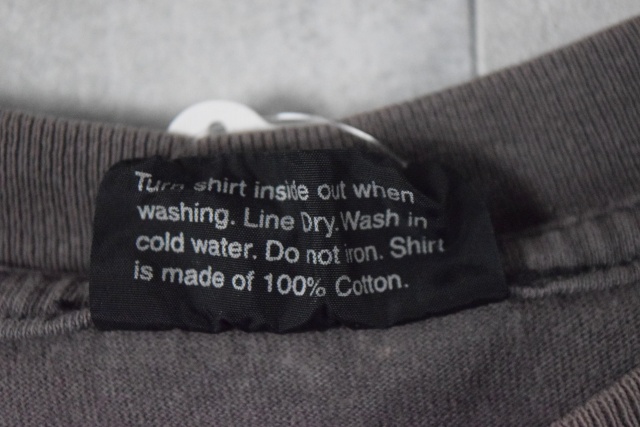 Turn shirt inside out when
washing. Line Dry. Wash in
cold water. Do not iron. Shirt
is made of 100% Cotton.